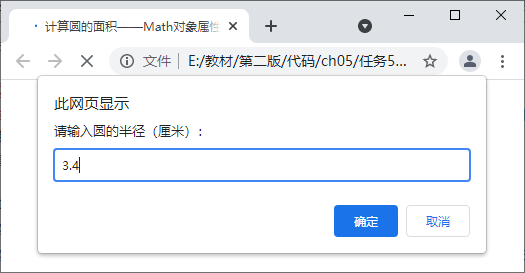 计算圆的面积——Math对象属性
文件 | E:/教材/第二版/代码/ch05/任务5...
此网页显示
请输入圆的半径（厘米）：
3.4
确定 取消